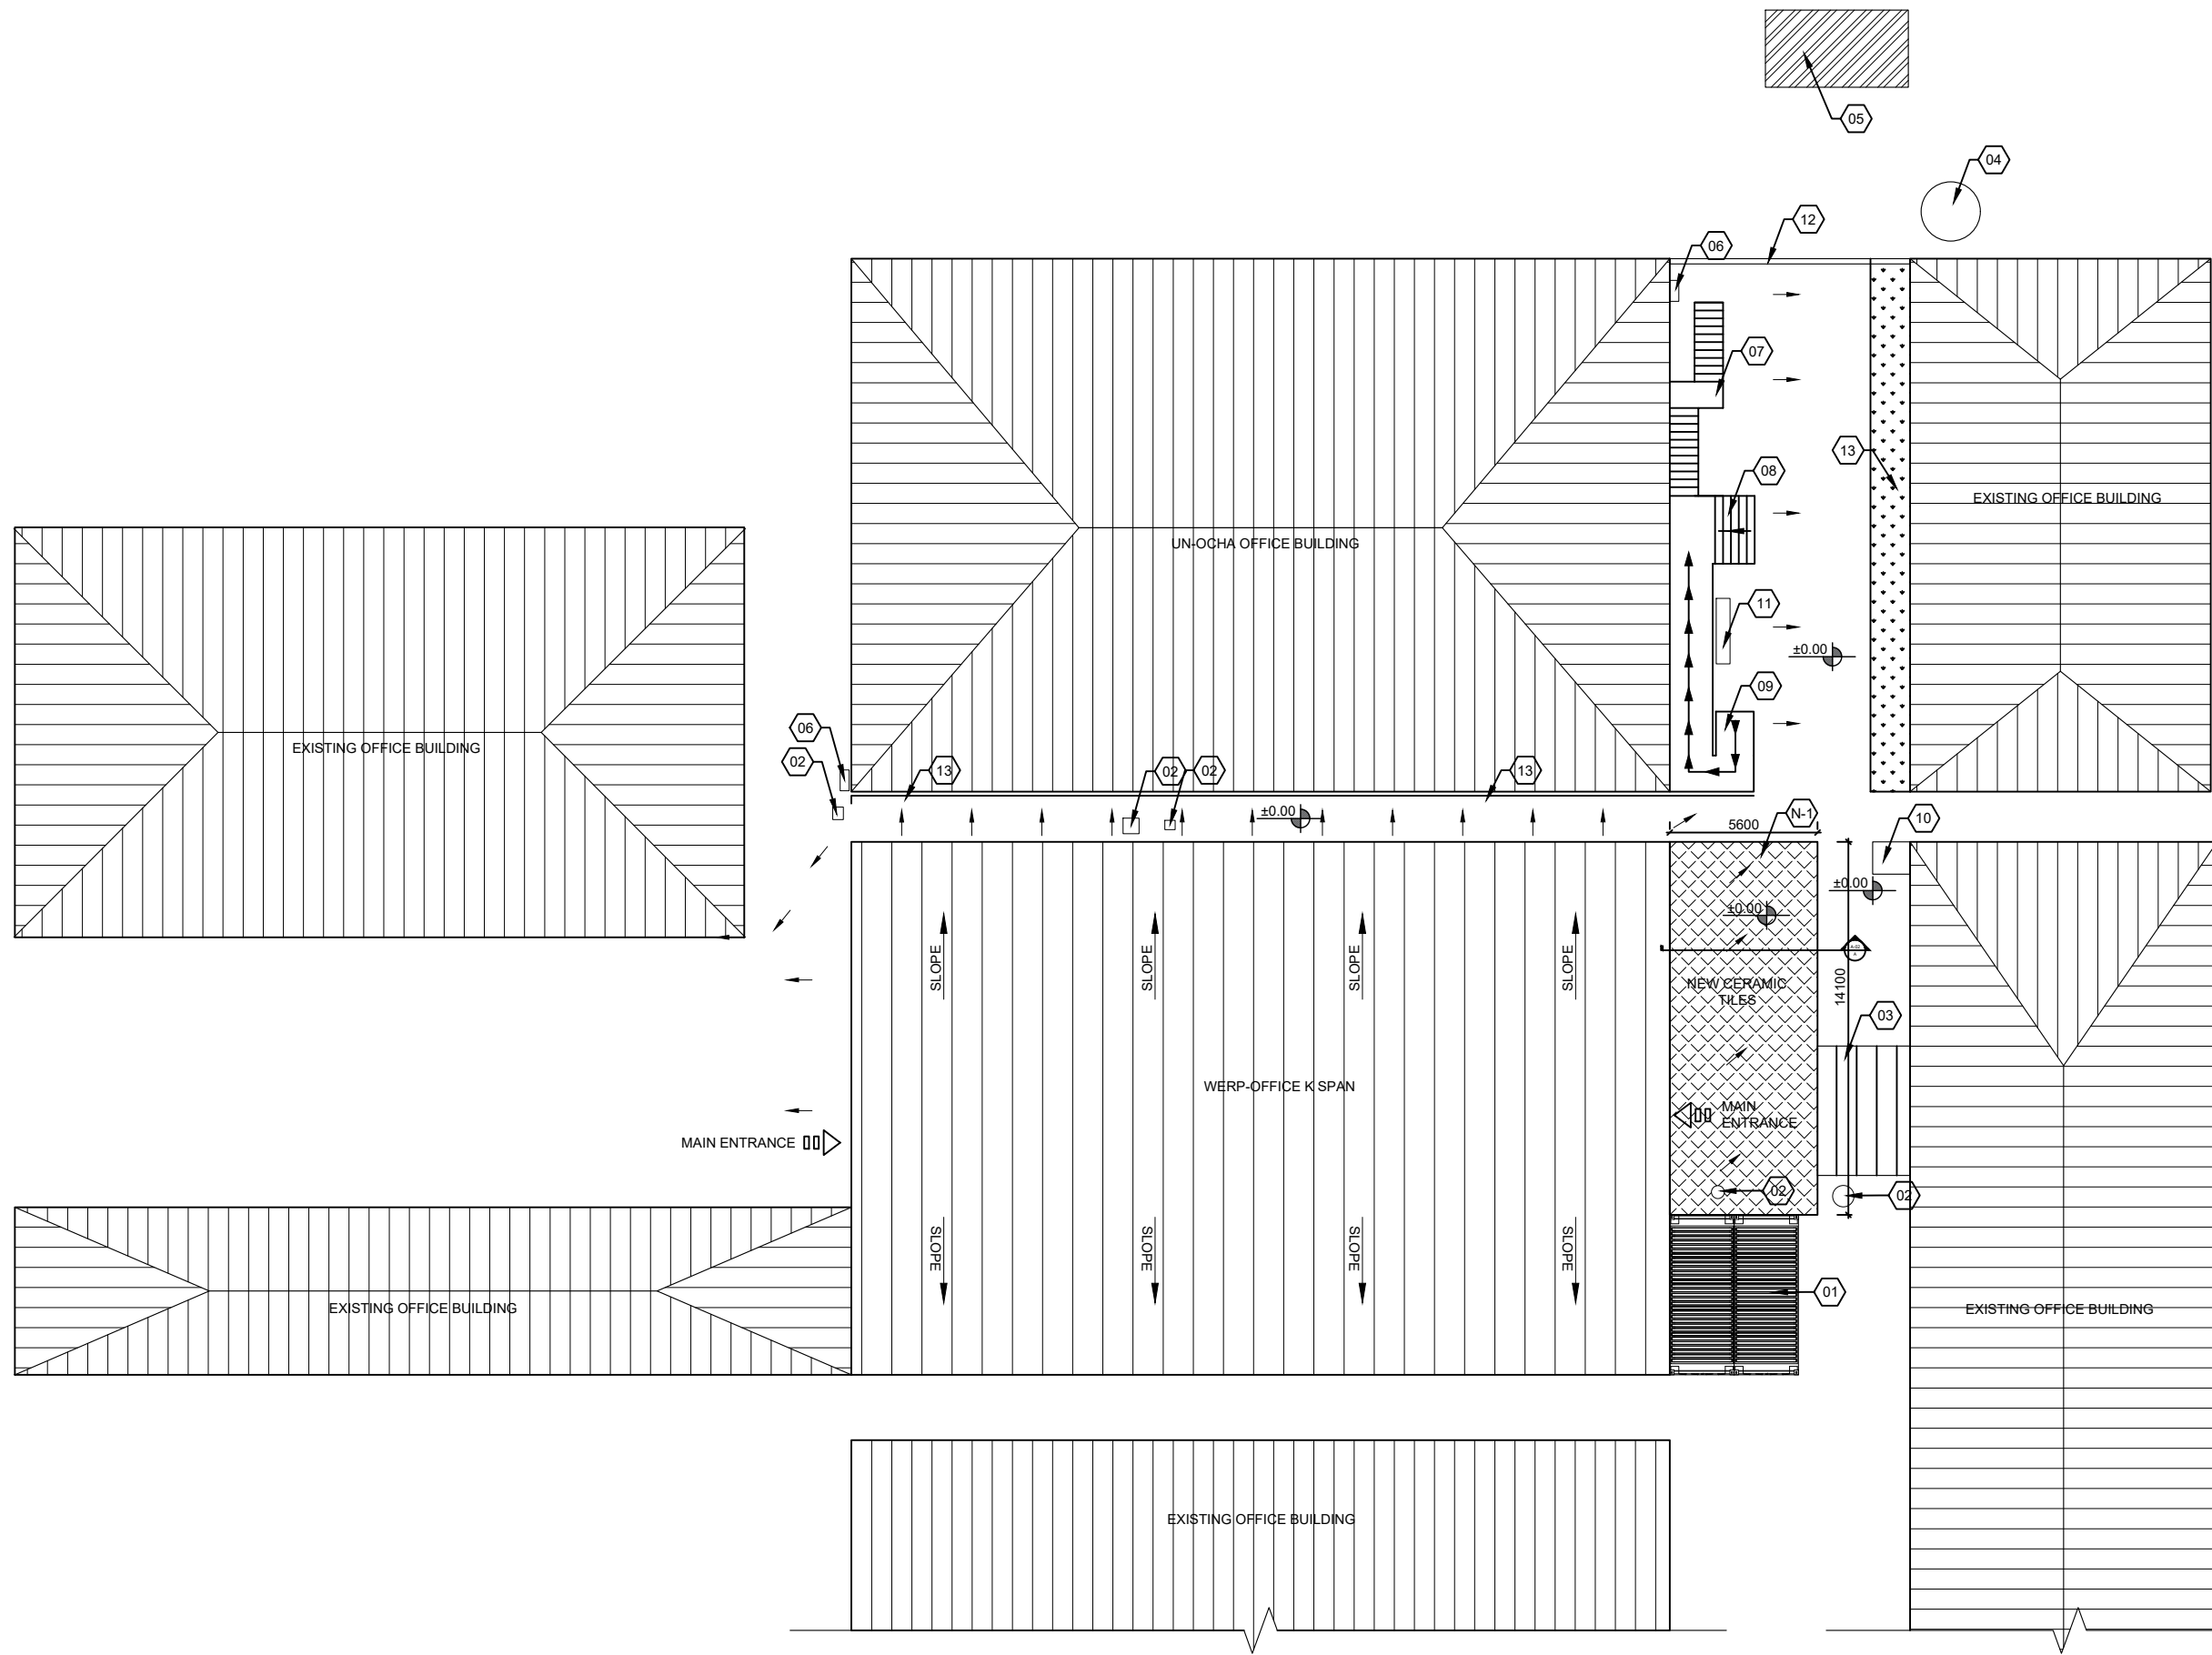 05
04
12
06
07
13
08
EXISTING OFFICE BUILDING
UN-OCHA OFFICE BUILDING
11
±0.00
09
06
EXISTING OFFICE BUILDING
02
13
02
02
13
±0.00
N-1
5600
10
±0.00
±0.00
SLOPE
SLOPE
SLOPE
SLOPE
NEW CERAMIC
TILES
14100
03
WERP-OFFICE K SPAN
MAIN
ENTRANCE
MAIN ENTRANCE
02
02
SLOPE
SLOPE
SLOPE
SLOPE
01
EXISTING OFFICE BUILDING
EXISTING OFFICE BUILDING
EXISTING OFFICE BUILDING